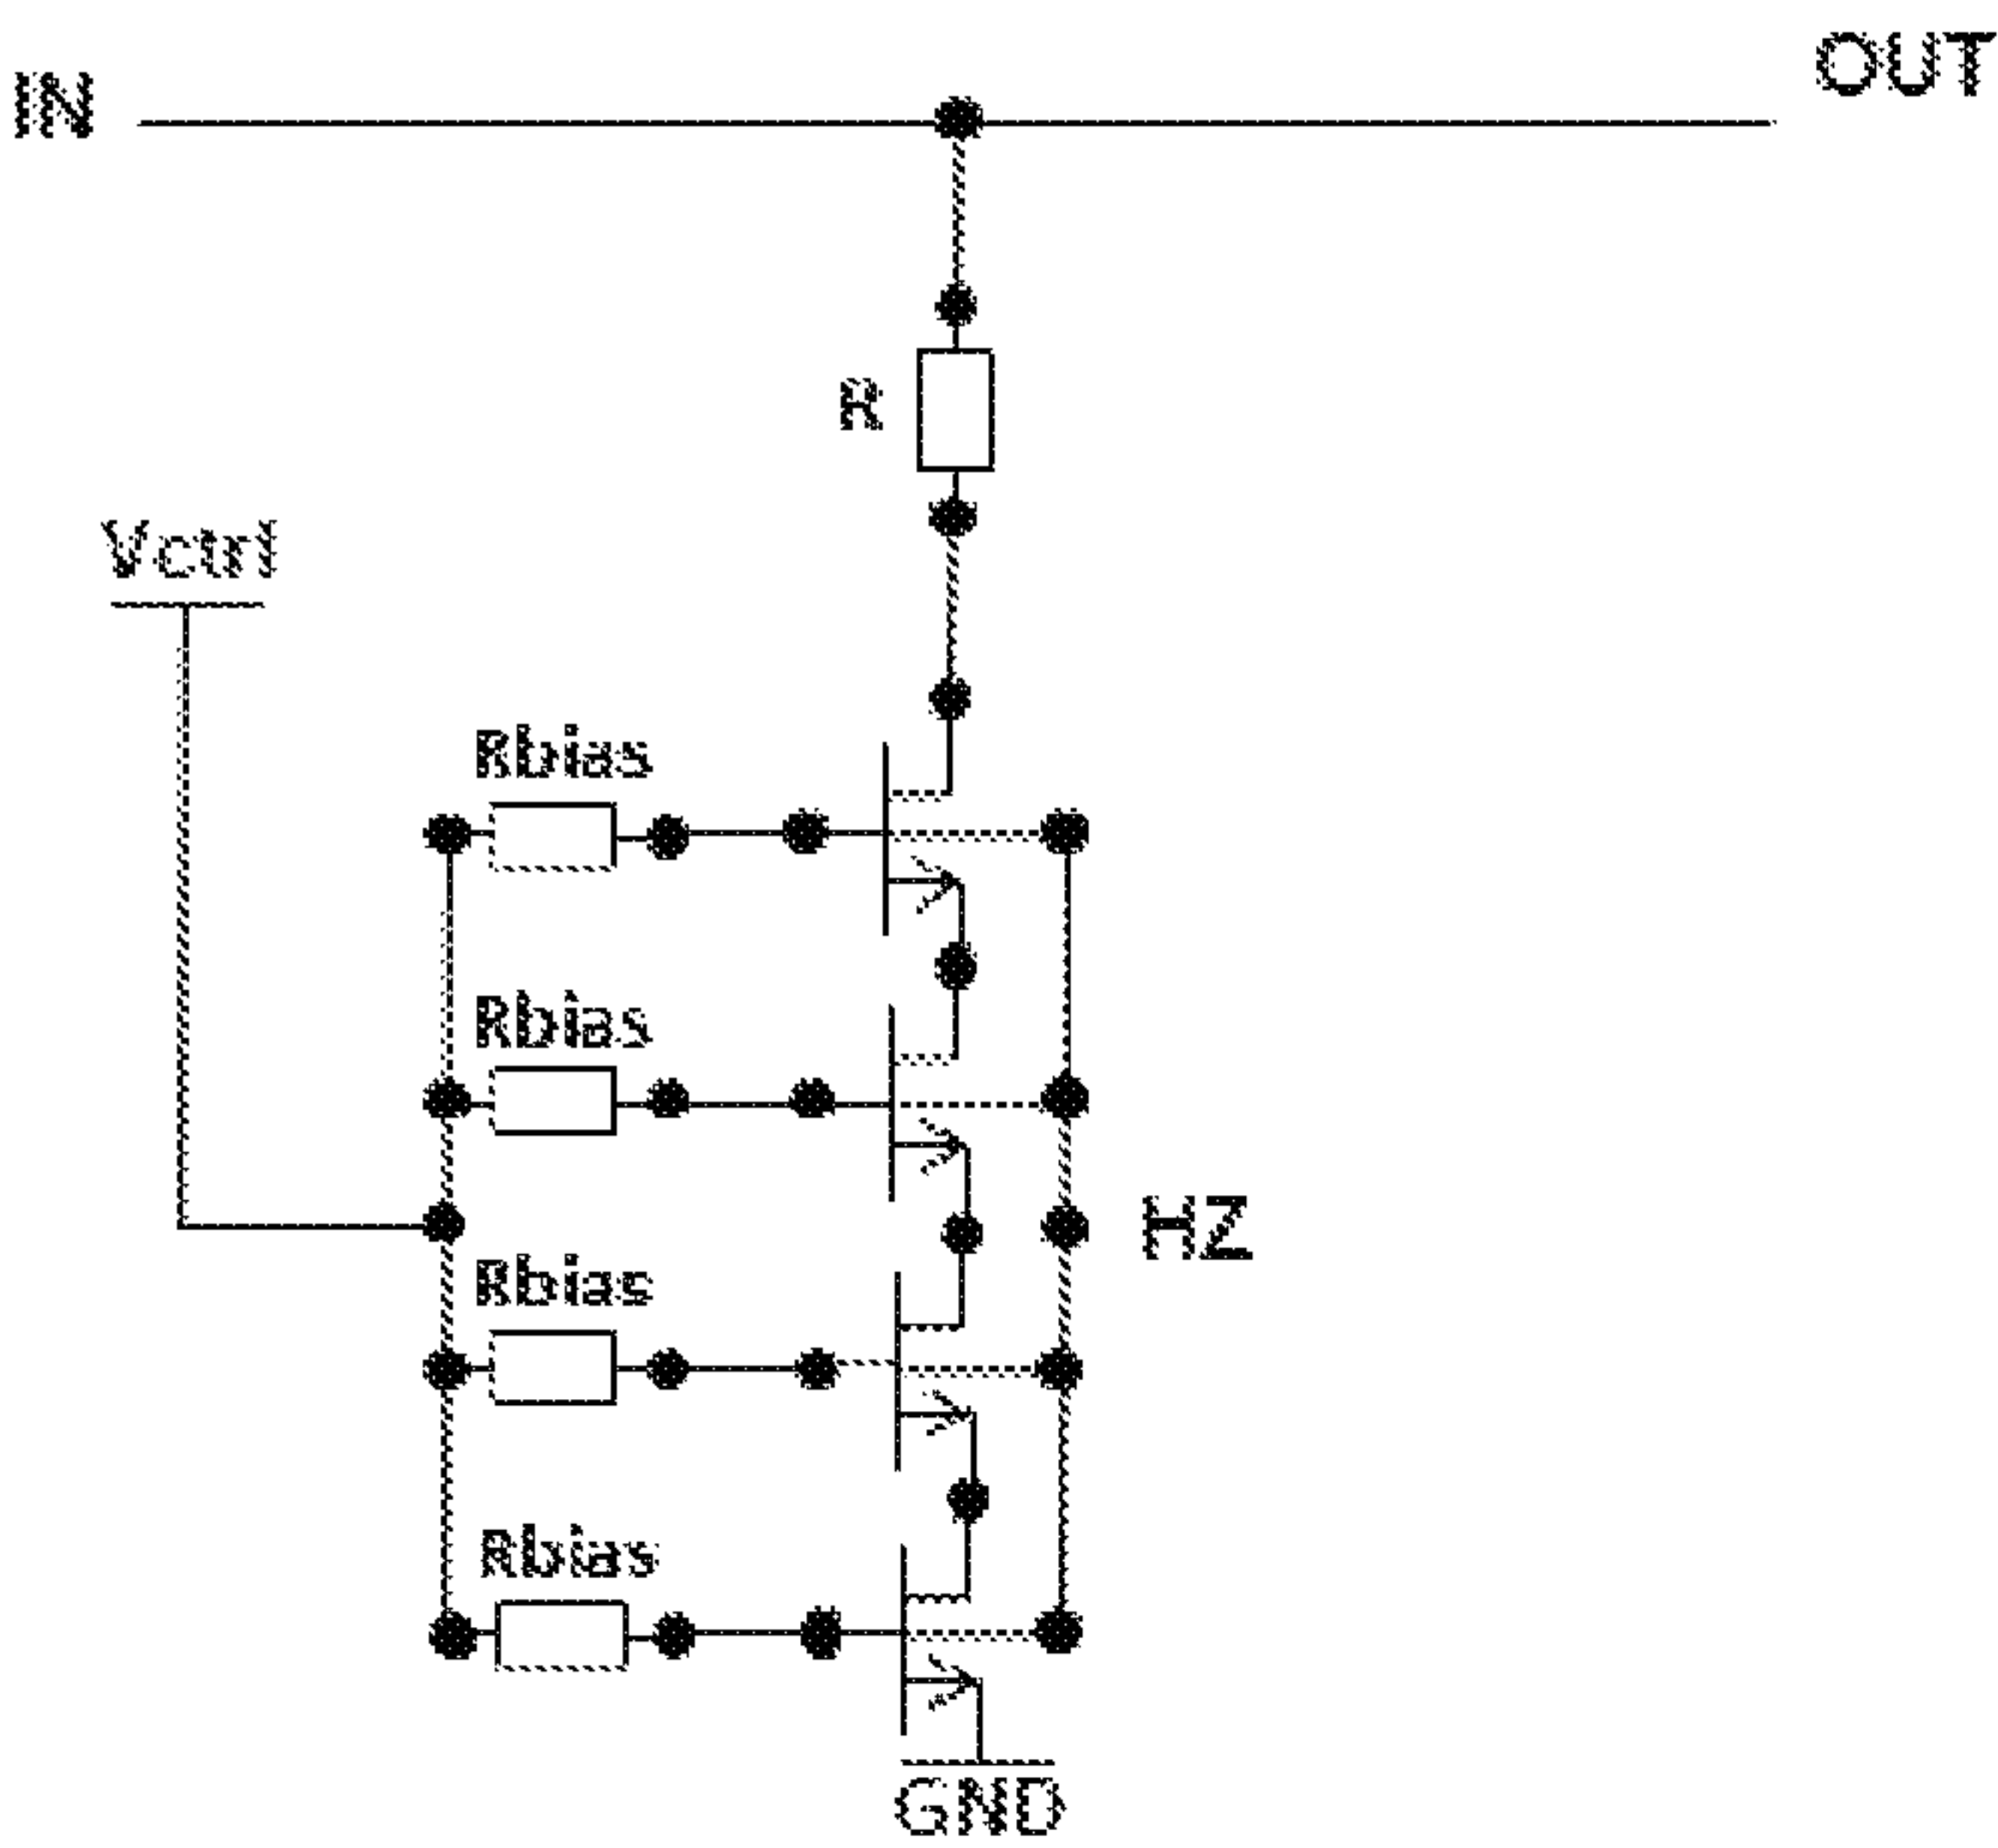 IN
OUT
R
Vctrl
Rbias
Rbias
HZ
Rbias
Rbias
GND